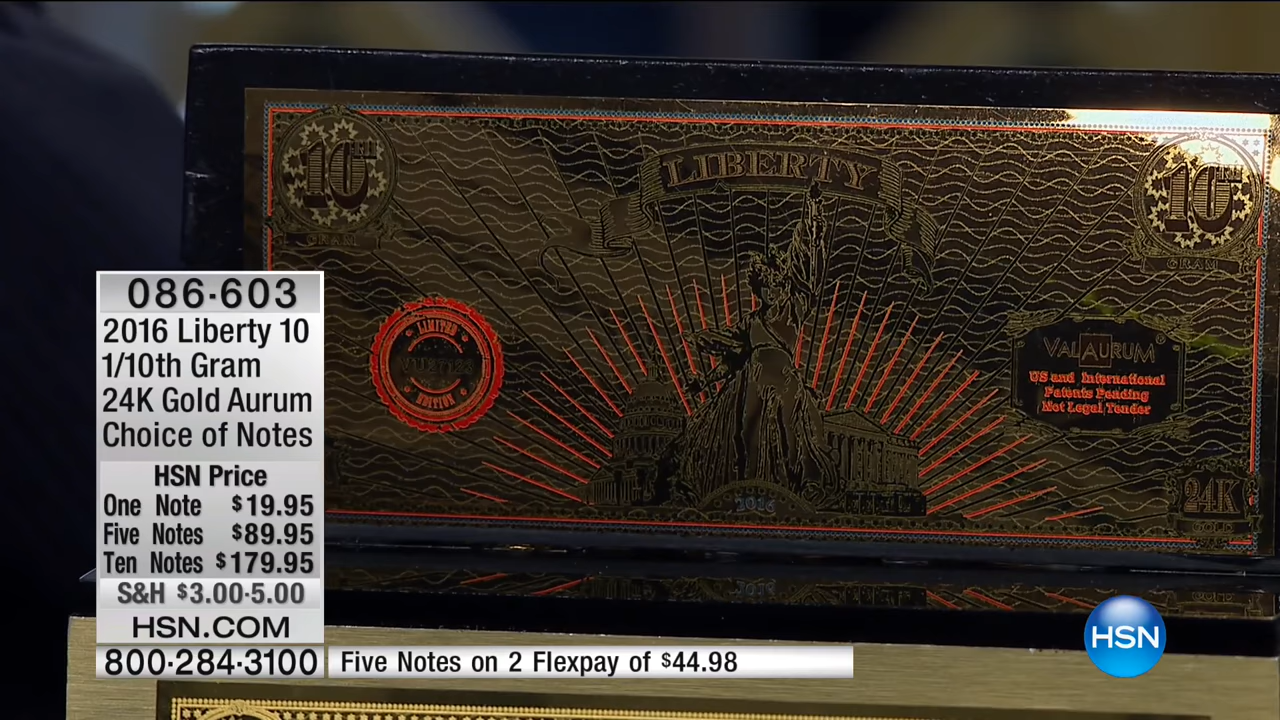 10TH
GRAM
LIBERTY
10TH
GRAM
LIMITED
EDITION
VALAURUM®
US and International
Patents Pending
Not Legal Tender
2016
24K
GOLD
086-603
2016 Liberty 10
1/10th Gram
24K Gold Aurum
Choice of Notes
HSN Price
One Note $19.95
Five Notes $89.95
Ten Notes $179.95
S&H $3.00-5.00
HSN.COM
800-284-3100
Five Notes on 2 Flexpay of $44.98
HSN